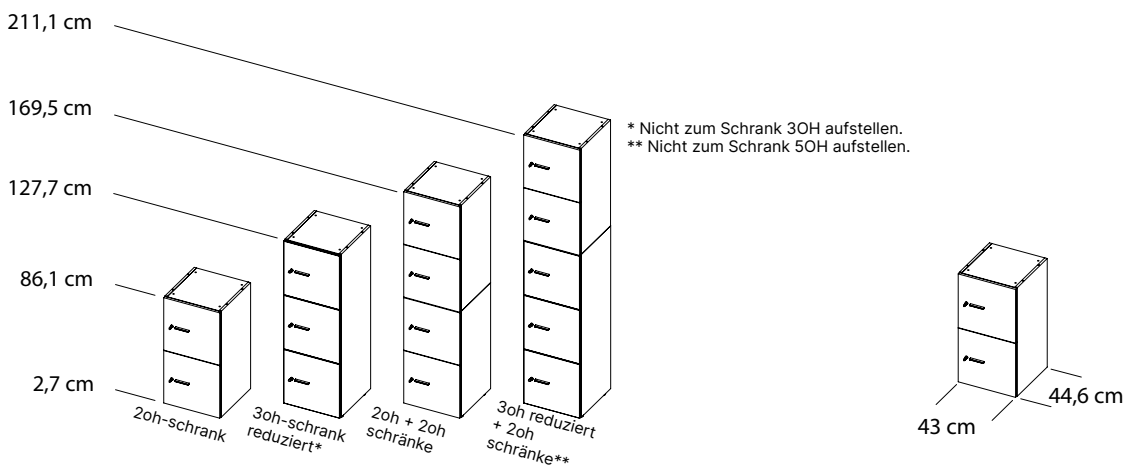 211,1 cm
169,5 cm
127,7 cm
86,1 cm
2,7 cm
* Nicht zum Schrank 3OH aufstellen.
** Nicht zum Schrank 5OH aufstellen.
2oh-schrank
3oh-schrank
reduziert*
2oh + 2oh
schränke
3oh reduziert
+ 2oh
schränke**
43 cm
44,6 cm